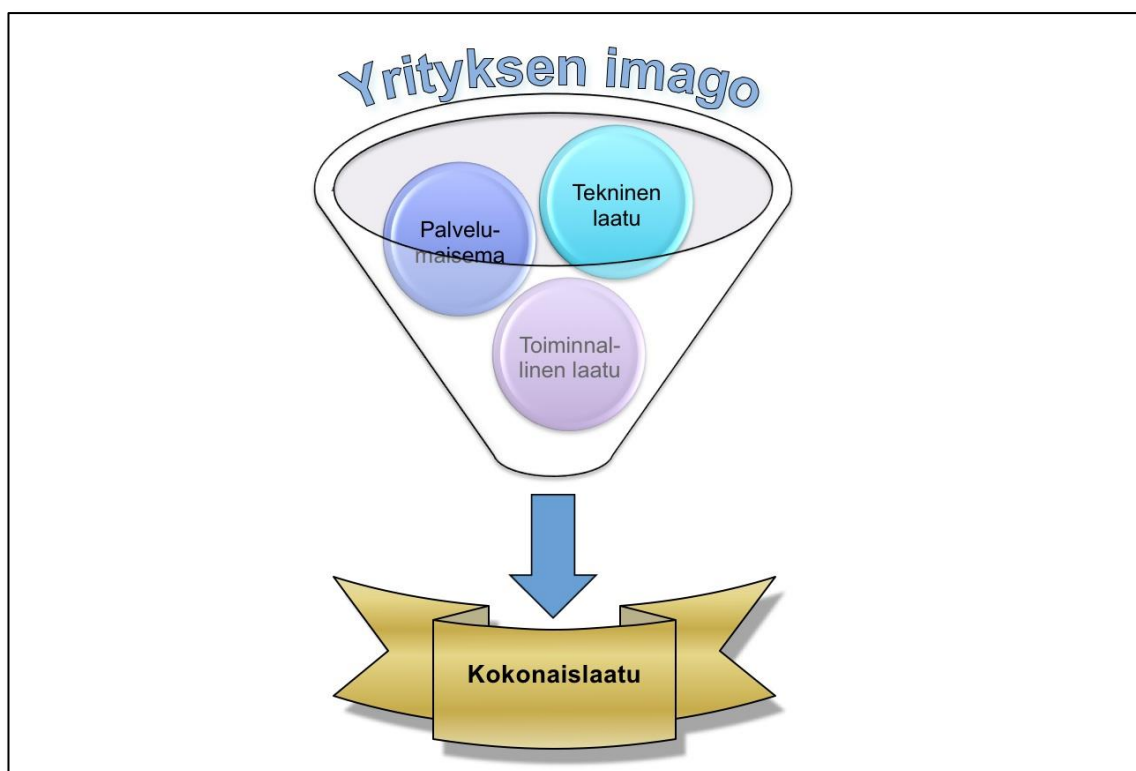 Yrityksen imago
Tekninen
laatu
Palvelu-
maisema
Toiminnal-
linen laatu
Kokonaislaatu